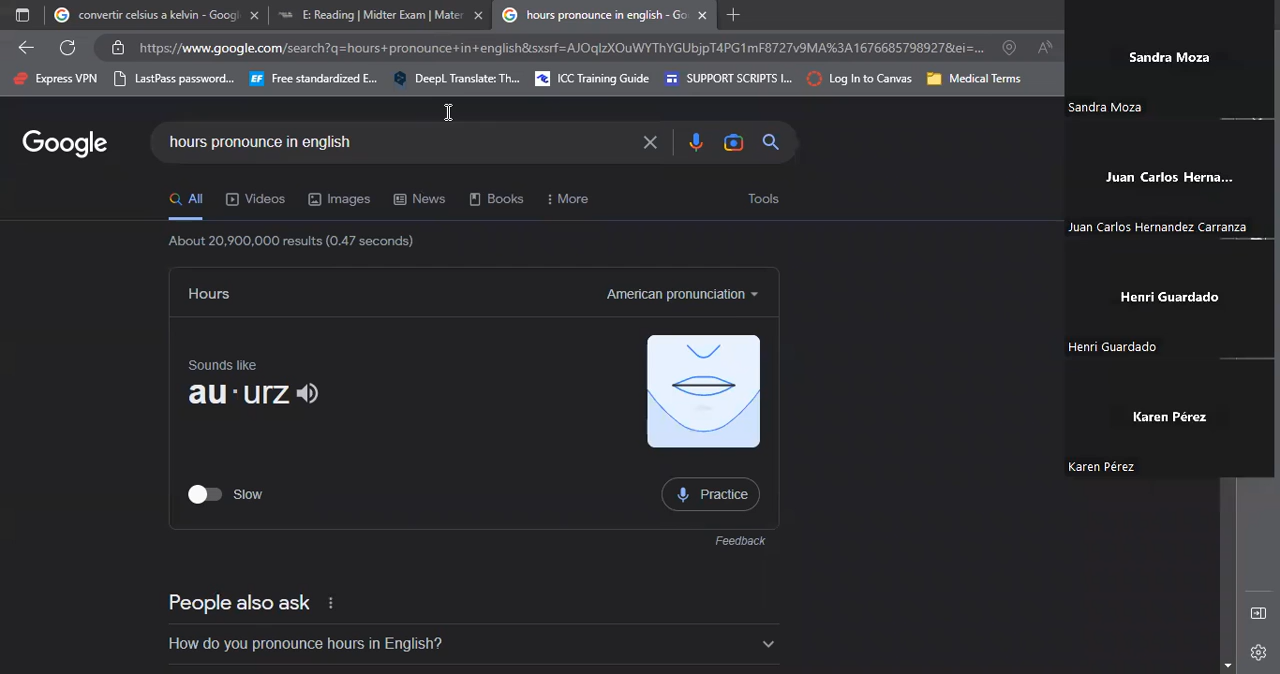 convertir celsius a kelvin - Googl
E: Reading | Midter Exam | Mater
hours pronounce in english - Go
https://www.google.com/search?q=hours+pronounce+in+english&sxsrf=AJOqlzXOuWYThYGUbjpT4PG1mF8727v9MA%3A1676685798927&ei=...
Express VPN
LastPass password...
EF Free standardized E...
DeepL Translate: Th...
ICC Training Guide
SUPPORT SCRIPTS I...
Log In to Canvas
Medical Terms
Google
hours pronounce in english
All
Videos
Images
News
Books
More
Tools
About 20,900,000 results (0.47 seconds)
Hours
American pronunciation
Sounds like
au · urz
Slow
Practice
Feedback
People also ask
How do you pronounce hours in English?
Sandra Moza
Sandra Moza
Juan Carlos Herna...
Juan Carlos Hernandez Carranza
Henri Guardado
Henri Guardado
Karen Pérez
Karen Pérez